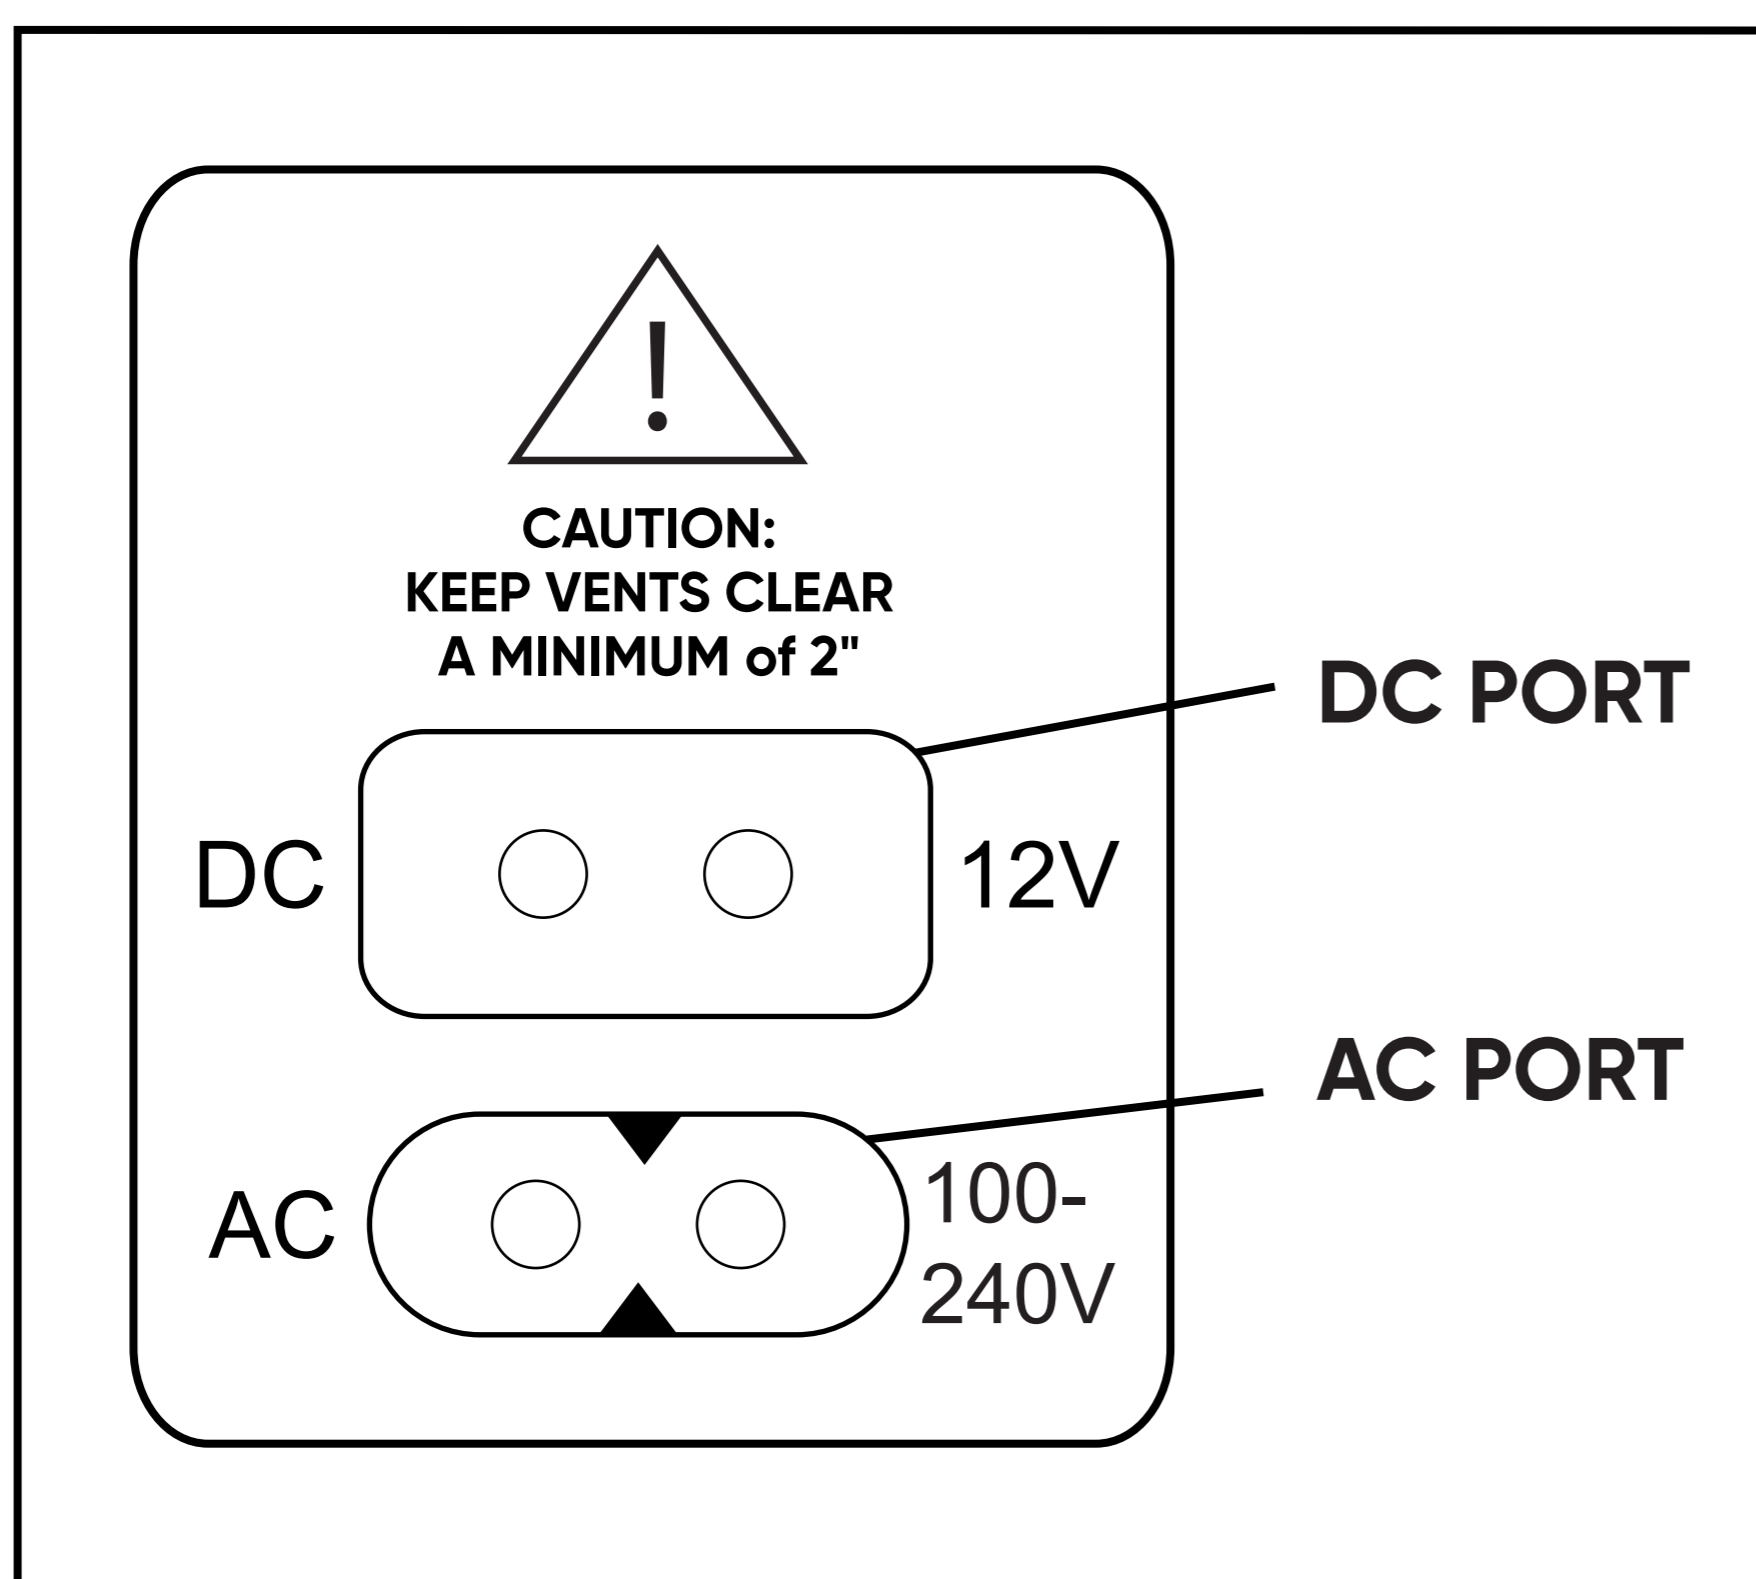 !
CAUTION:
KEEP VENTS CLEAR
A MINIMUM of 2"
DC PORT
DC
12V
AC PORT
AC
100-
240V